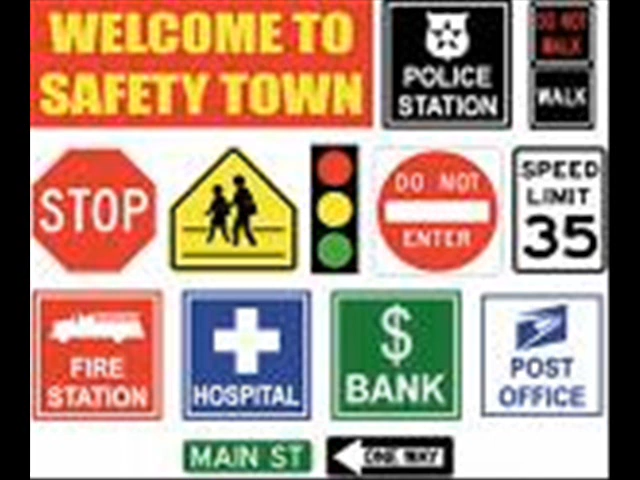 WELCOME TO
SAFETY TOWN
POLICE
STATION
DO NOT
WALK
WALK
STOP
DO NOT
ENTER
SPEED
LIMIT
35
FIRE
STATION
HOSPITAL
$
BANK
POST
OFFICE
MAIN ST
ONE WAY